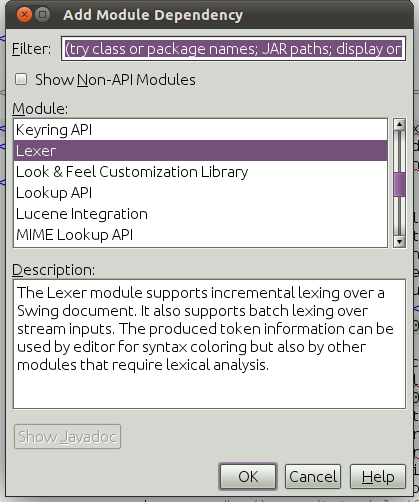 Add Module Dependency
Filter: (try class or package names; JAR paths; display or
Show Non-API Modules
Module:
Keyring API
Lexer
Look & Feel Customization Library
Lookup API
Lucene Integration
MIME Lookup API
Description:
The Lexer module supports incremental lexing over a
Swing document. It also supports batch lexing over
stream inputs. The produced token information can be
used by editor for syntax coloring but also by other
modules that require lexical analysis.
Show Javadoc
OK Cancel Help